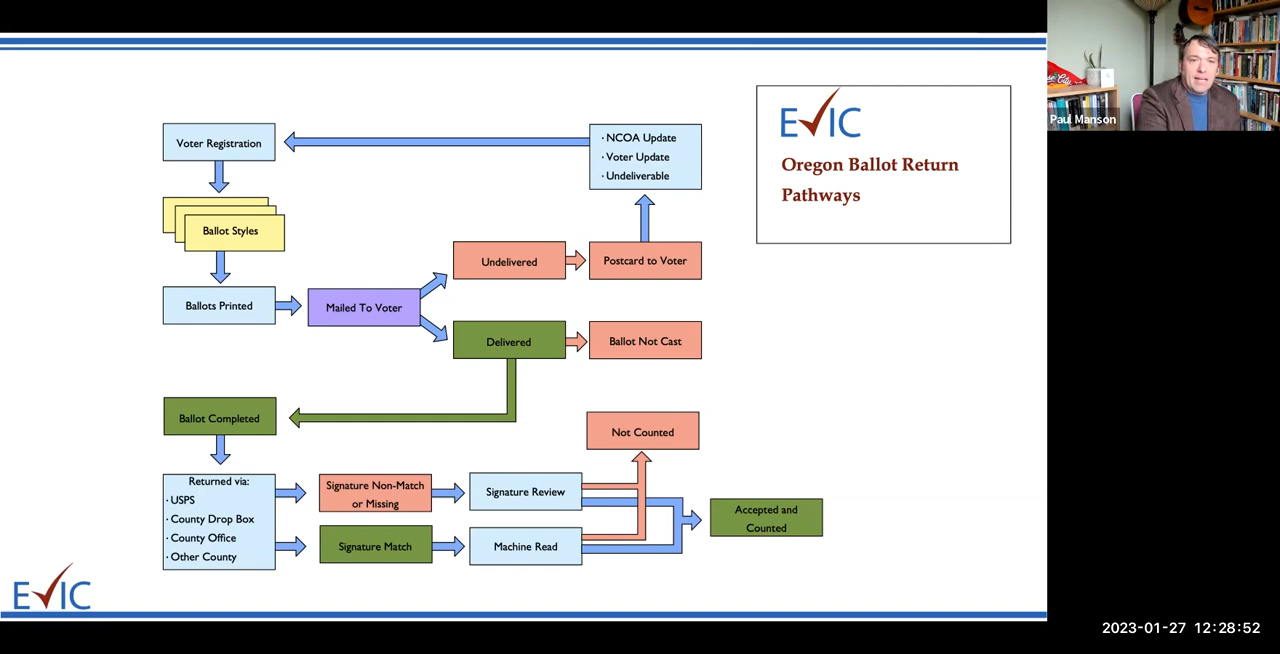 EVIC
Oregon Ballot Return
Pathways
Paul Manson
Voter Registration
· NCOA Update
· Voter Update
· Undeliverable
Ballot Styles
Undelivered
Postcard to Voter
Ballots Printed
Mailed To Voter
Delivered
Ballot Not Cast
Ballot Completed
Not Counted
Returned via:
· USPS
· County Drop Box
· County Office
· Other County
Signature Non-Match
or Missing
Signature Review
Signature Match
Machine Read
Accepted and
Counted
EVIC
2023-01-27 12:28:52